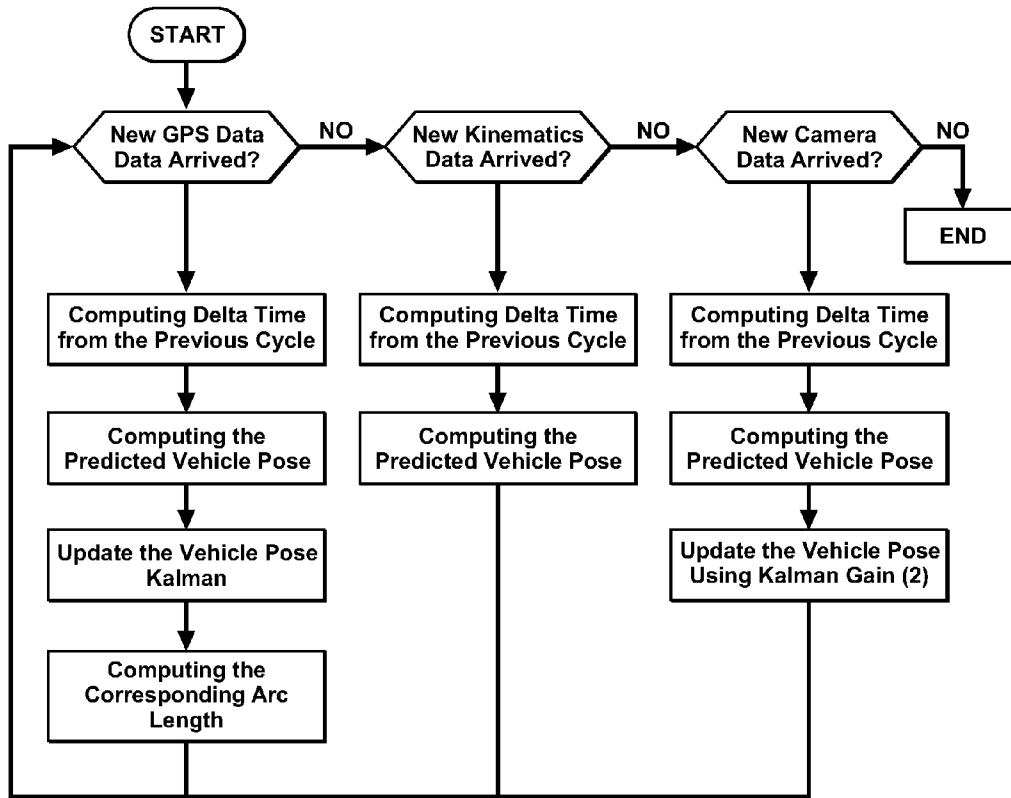 START
New GPS Data
Data Arrived?
NO
New Kinematics
Data Arrived?
NO
New Camera
Data Arrived?
NO
END
Computing Delta Time
from the Previous Cycle
Computing the
Predicted Vehicle Pose
Update the Vehicle Pose
Kalman
Computing the
Corresponding Arc
Length
Computing Delta Time
from the Previous Cycle
Computing the
Predicted Vehicle Pose
Computing Delta Time
from the Previous Cycle
Computing the
Predicted Vehicle Pose
Update the Vehicle Pose
Using Kalman Gain (2)